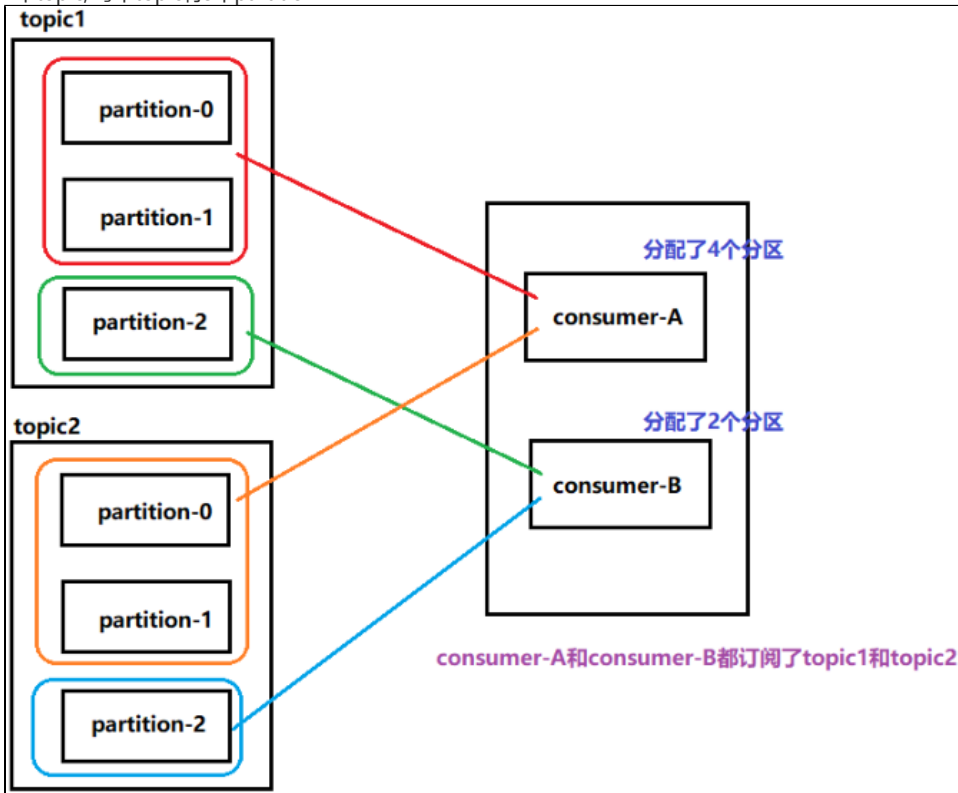 topic1
partition-0
partition-1
partition-2
分配了4个分区
consumer-A
分配了2个分区
consumer-B
topic2
partition-0
partition-1
partition-2
consumer-A和consumer-B都订阅了topic1和topic2